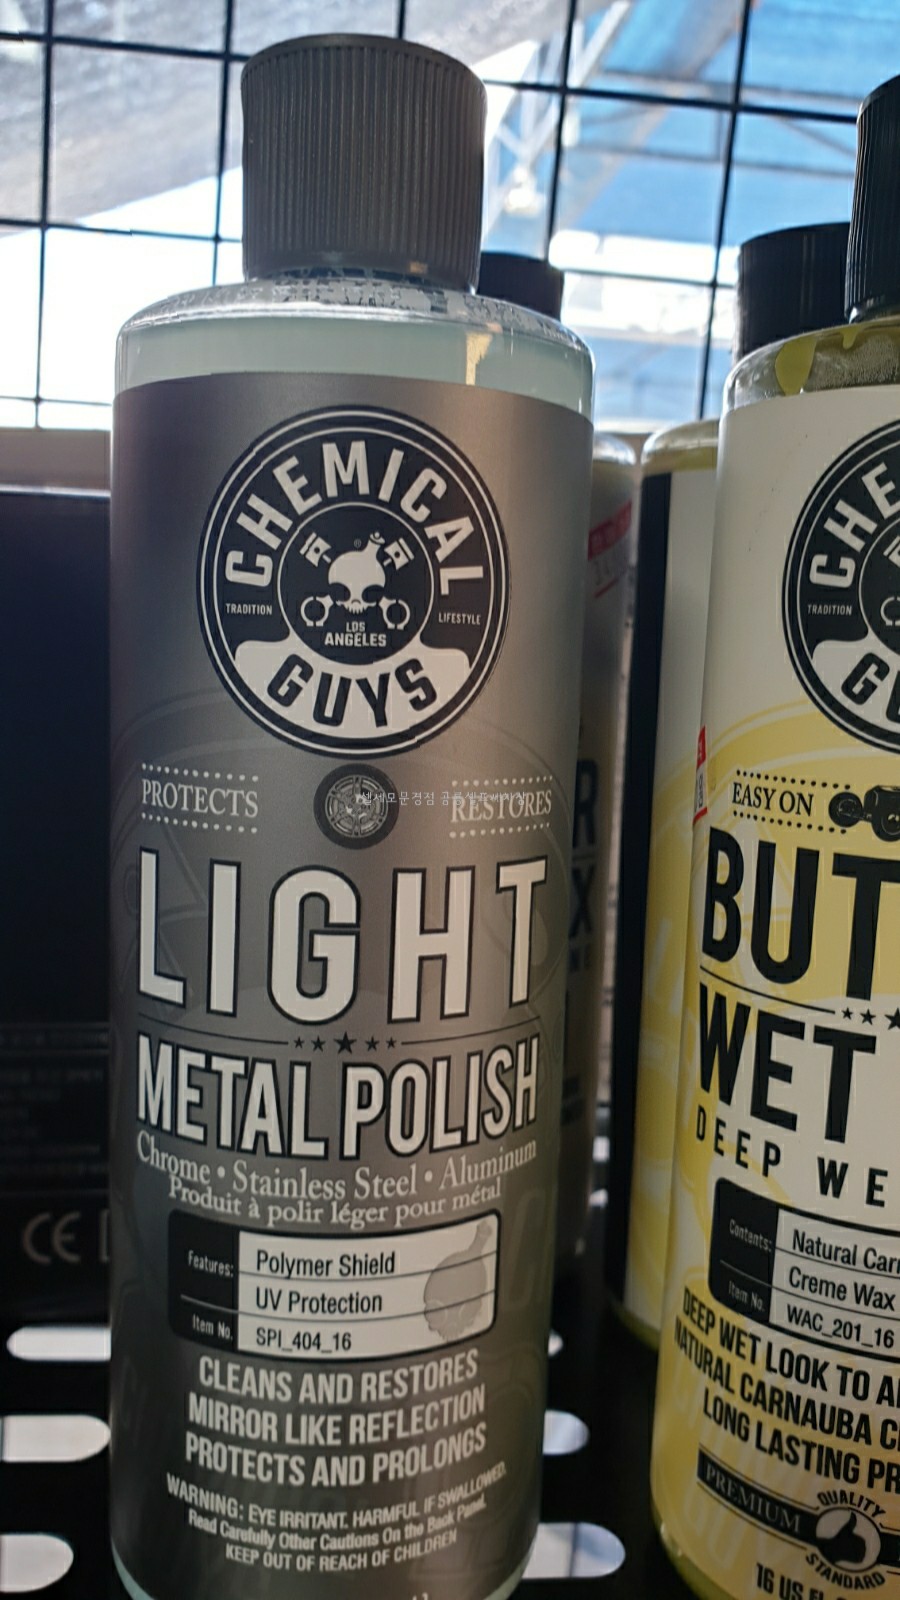 CHEMICAL
TRADITION
LIFESTYLE
LOS
ANGELES
GUYS
PROTECTS
RESTORES
LIGHT
METAL POLISH
Chrome • Stainless Steel • Aluminum
Produit à polir léger pour métal
Features: Polymer Shield
UV Protection
Item No. SPI_404_16
CLEANS AND RESTORES
MIRROR LIKE REFLECTION
PROTECTS AND PROLONGS
WARNING: EYE IRRITANT. HARMFUL IF SWALLOWED.
Read Carefully Other Cautions On the Back Panel.
KEEP OUT OF REACH OF CHILDREN
CE
CHE
TRADITION
GU
EASY ON
BUT
WET
DEEP WE
Contents: Natural Car
Creme Wax
Item No. WAC_201_16
DEEP WET LOOK TO A
NATURAL CARNAUBA C
LONG LASTING PR
PREMIUM
QUALITY
STANDARD
16 US FL